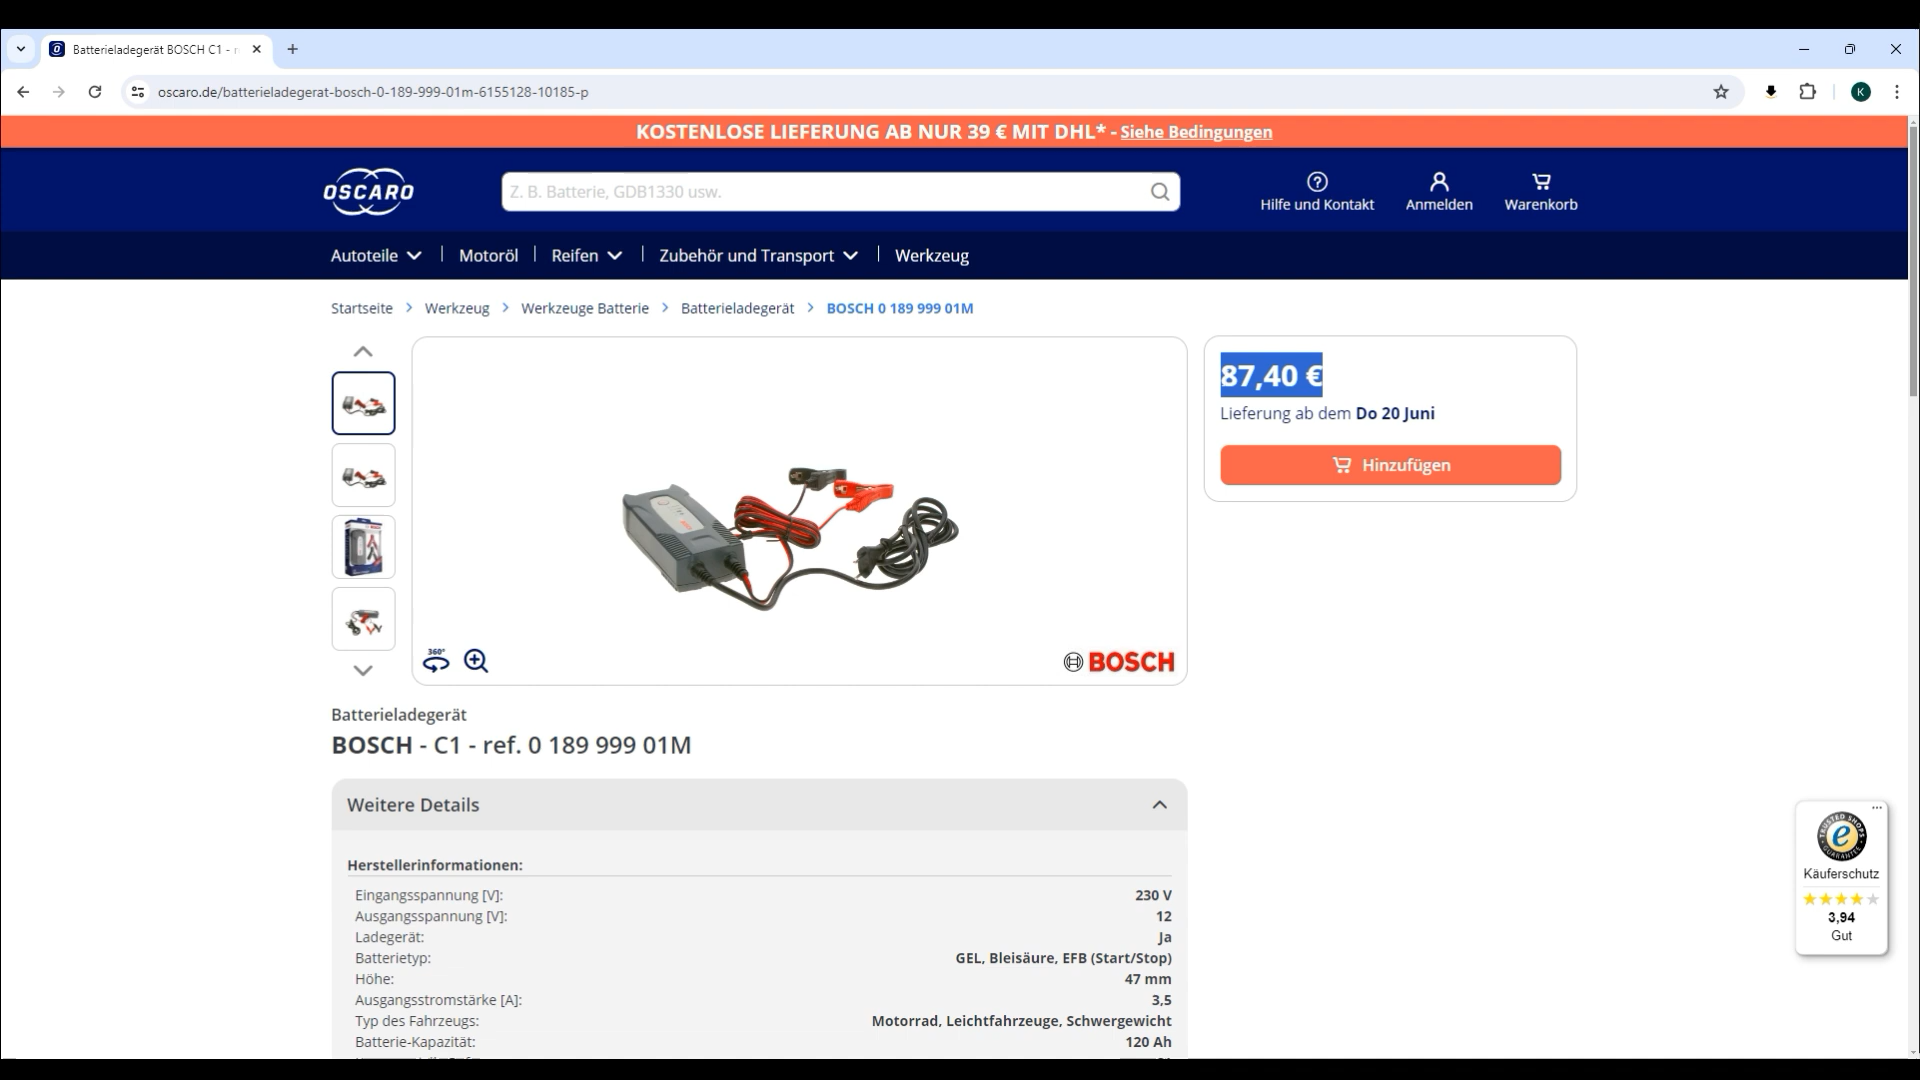 Batterieladegerät BOSCH C1 - r
oscaro.de/batterieladegerat-bosch-0-189-999-01m-6155128-10185-p
K
KOSTENLOSE LIEFERUNG AB NUR 39 € MIT DHL* - Siehe Bedingungen
OSCARO
Z. B. Batterie, GDB1330 usw.
Hilfe und Kontakt
Anmelden
Warenkorb
Autoteile
Motoröl
Reifen
Zubehör und Transport
Werkzeug
Startseite > Werkzeug > Werkzeuge Batterie > Batterieladegerät > BOSCH 0 189 999 01M
87,40 €
Lieferung ab dem Do 20 Juni
Hinzufügen
360°
BOSCH
Batterieladegerät
BOSCH - C1 - ref. 0 189 999 01M
Weitere Details
Herstellerinformationen:
Eingangsspannung [V]: 230 V
Ausgangsspannung [V]: 12
Ladegerät: Ja
Batterietyp: GEL, Bleisäure, EFB (Start/Stop)
Höhe: 47 mm
Ausgangsstromstärke [A]: 3,5
Typ des Fahrzeugs: Motorrad, Leichtfahrzeuge, Schwergewicht
Batterie-Kapazität: 120 Ah
TRUSTED SHOPS
GUARANTEE
Käuferschutz
3,94
Gut